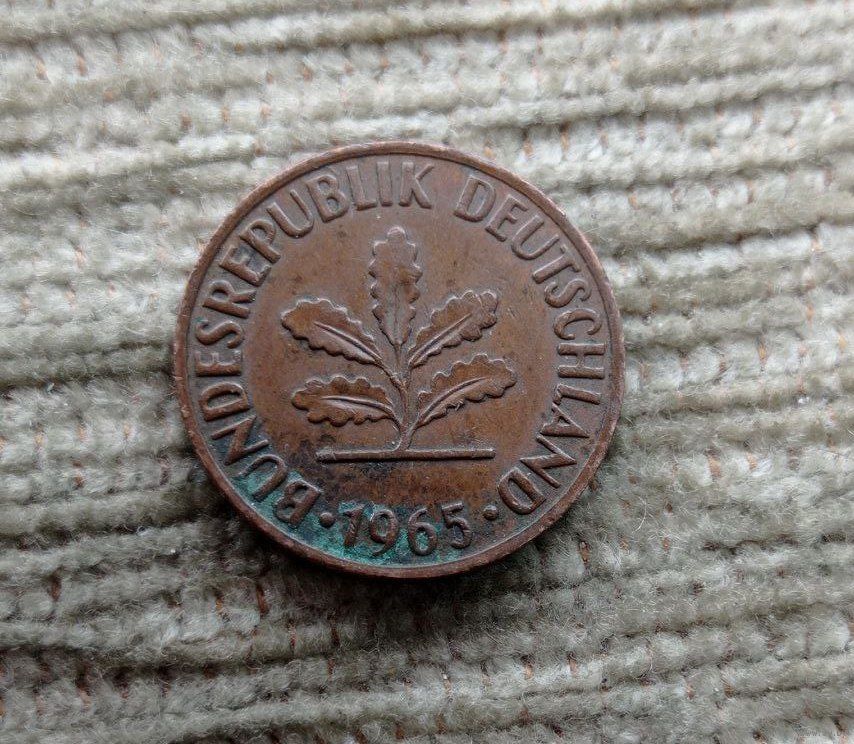 BUNDESREPUBLIK DEUTSCHLAND
· 1965 ·